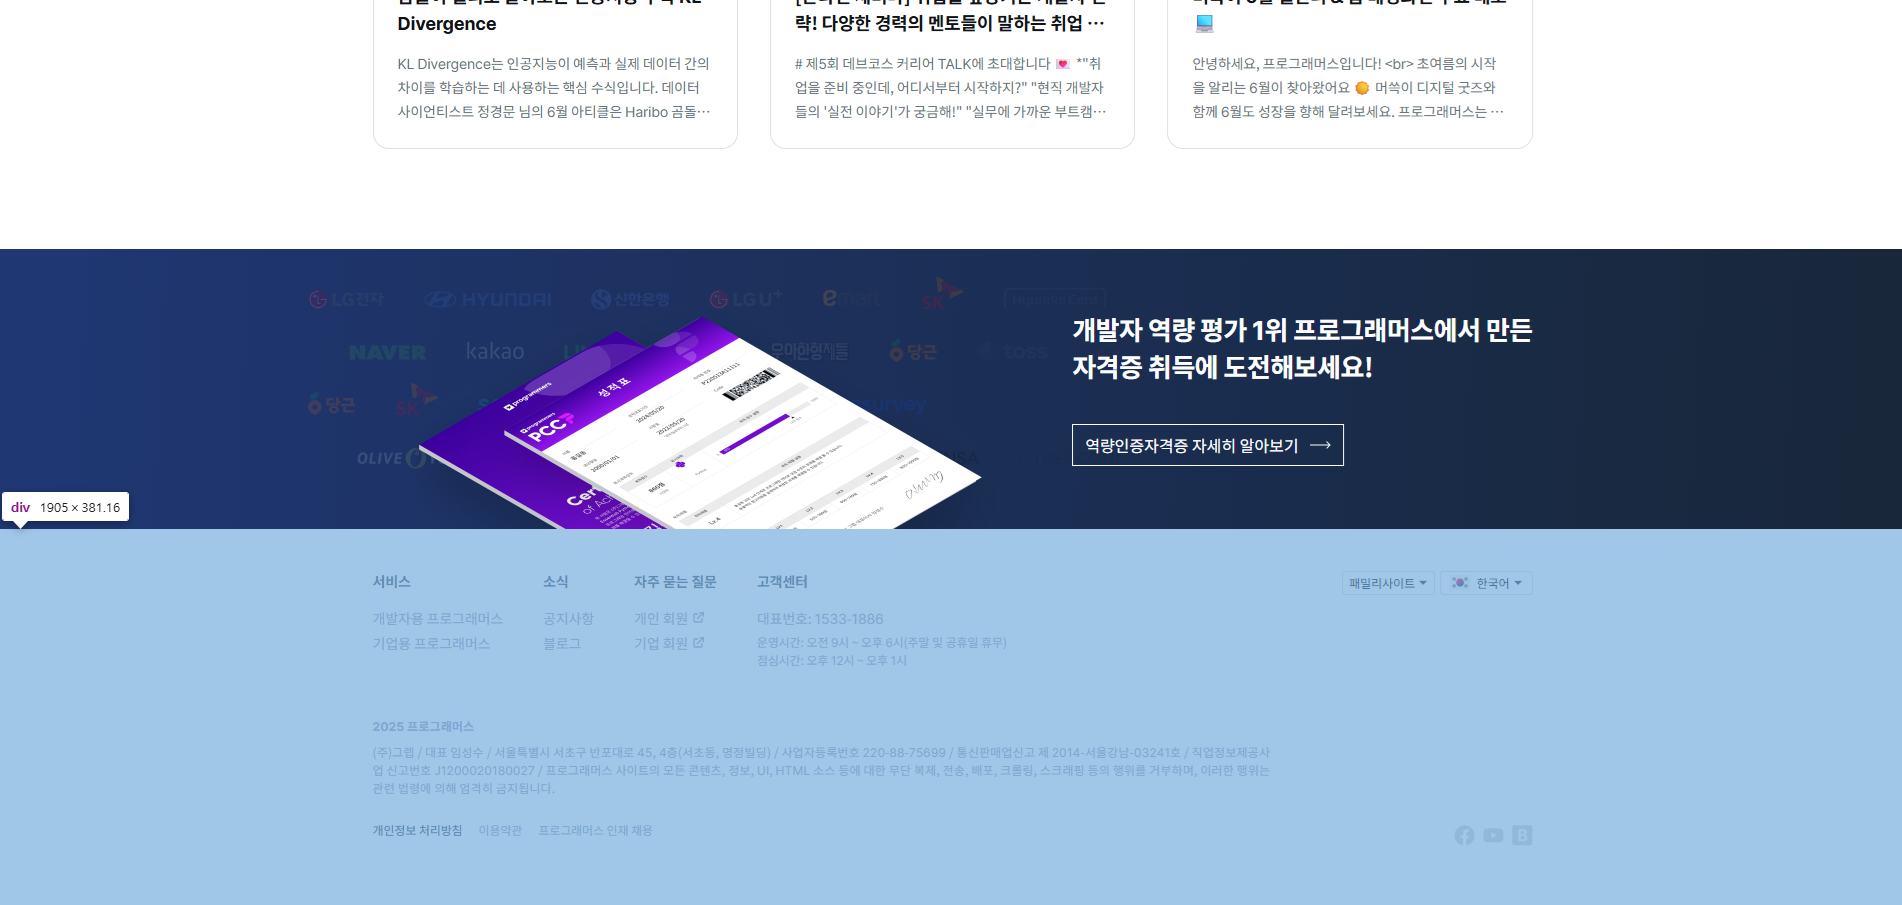 Divergence
략! 다양한 경력의 멘토들이 말하는 취업 ⋯
KL Divergence는 인공지능이 예측과 실제 데이터 간의
차이를 학습하는 데 사용하는 핵심 수식입니다. 데이터
사이언티스트 정경문 님의 6월 아티클은 Haribo 곰돌⋯
# 제5회 데브코스 커리어 TALK에 초대합니다 💌 *"취
업을 준비 중인데, 어디서부터 시작하지?" "현직 개발자
들의 '실전 이야기'가 궁금해!" "실무에 가까운 부트캠⋯
안녕하세요, 프로그래머스입니다! <br> 초여름의 시작
을 알리는 6월이 찾아왔어요 🌞 머쓱이 디지털 굿즈와
함께 6월도 성장을 향해 달려보세요. 프로그래머스는 ⋯
LG전자 HYUNDAI 신한은행 LG U+ emart SK
NAVER kakao 우아한형제들 당근 toss
당근 SK survey
OLIVE
programmers
성적표
programmers
PCCP
개발자 역량 평가 1위 프로그래머스에서 만든
자격증 취득에 도전해보세요!
역량인증자격증 자세히 알아보기
div 1905 × 381.16
서비스
개발자용 프로그래머스
기업용 프로그래머스
소식
공지사항
블로그
자주 묻는 질문
개인 회원
기업 회원
고객센터
대표번호: 1533-1886
운영시간: 오전 9시 ~ 오후 6시(주말 및 공휴일 휴무)
점심시간: 오후 12시 ~ 오후 1시
패밀리사이트
한국어
2025 프로그래머스
(주)그렙 / 대표 임성수 / 서울특별시 서초구 반포대로 45, 4층(서초동, 명정빌딩) / 사업자등록번호 220-88-75699 / 통신판매업신고 제 2014-서울강남-03241호 / 직업정보제공사
업 신고번호 J1200020180027 / 프로그래머스 사이트의 모든 콘텐츠, 정보, UI, HTML 소스 등에 대한 무단 복제, 전송, 배포, 크롤링, 스크래핑 등의 행위를 거부하며, 이러한 행위는
관련 법령에 의해 엄격히 금지됩니다.
개인정보 처리방침 이용약관 프로그래머스 인재 채용